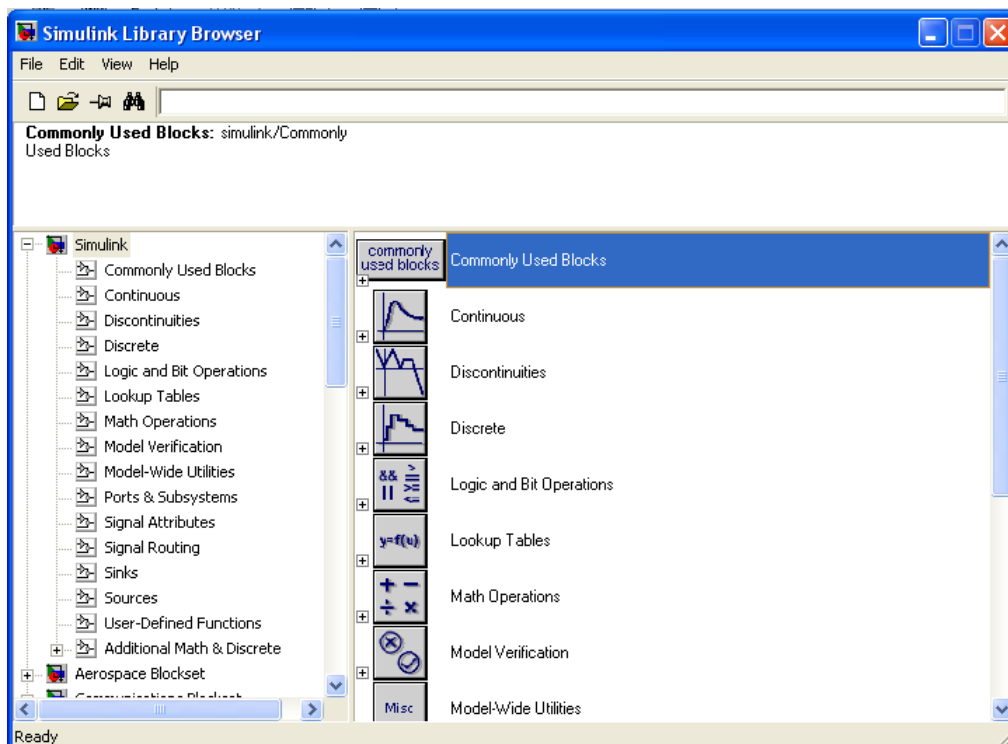 Simulink Library Browser
File Edit View Help
Commonly Used Blocks: simulink/Commonly
Used Blocks
Simulink
Commonly Used Blocks
Continuous
Discontinuities
Discrete
Logic and Bit Operations
Lookup Tables
Math Operations
Model Verification
Model-Wide Utilities
Ports & Subsystems
Signal Attributes
Signal Routing
Sinks
Sources
User-Defined Functions
Additional Math & Discrete
Aerospace Blockset
commonly
used blocks
Commonly Used Blocks
Continuous
Discontinuities
Discrete
&& > = || >= <=
Logic and Bit Operations
y=f(u)
Lookup Tables
+ − ÷ ×
Math Operations
Model Verification
Misc
Model-Wide Utilities
Ready